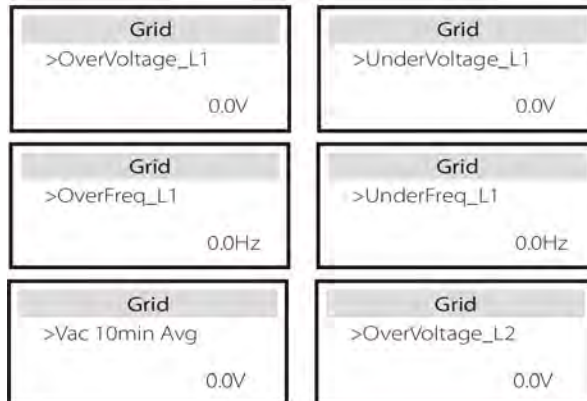 Grid
>OverVoltage_L1
0.0V
Grid
>UnderVoltage_L1
0.0V
Grid
>OverFreq_L1
0.0Hz
Grid
>UnderFreq_L1
0.0Hz
Grid
>Vac 10min Avg
0.0V
Grid
>OverVoltage_L2
0.0V